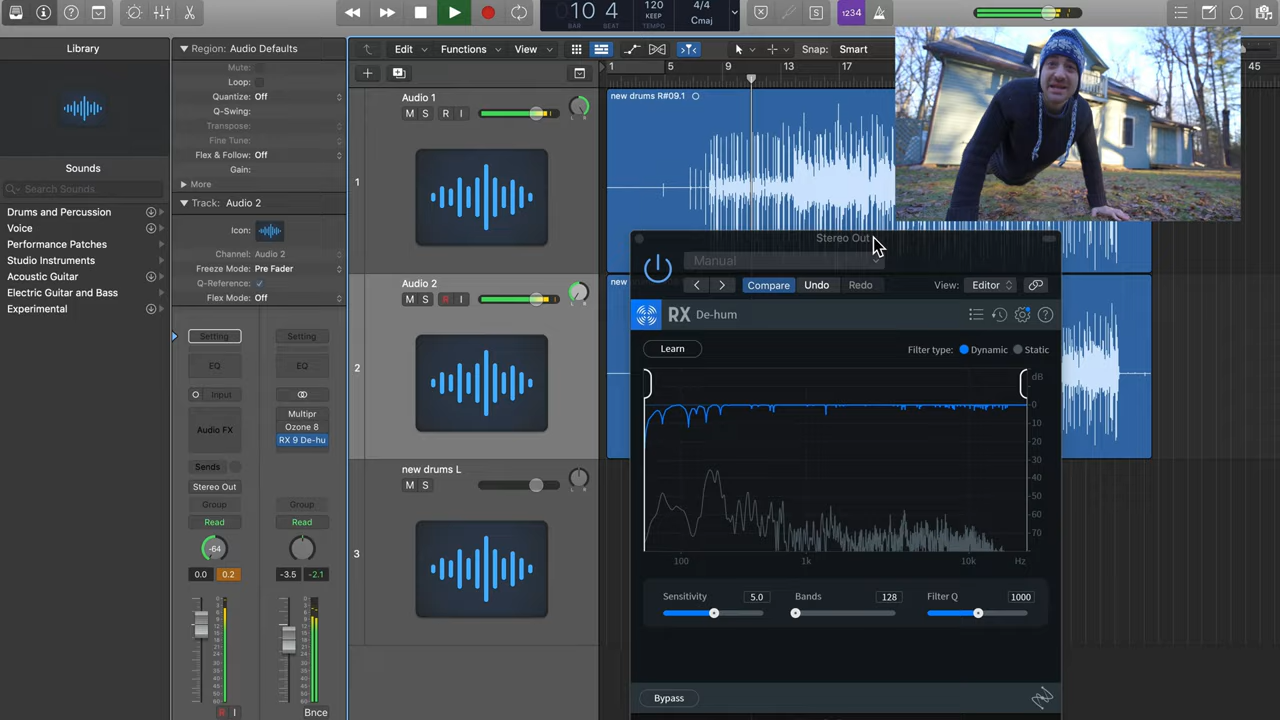 10 4
BAR
BEAT
120
KEEP
TEMPO
4/4
Cmaj
1234
Library
Region: Audio Defaults
Edit
Functions
View
Snap: Smart
Mute:
Loop:
Quantize: Off
Q-Swing:
Transpose:
Fine Tune:
Flex & Follow: Off
Gain:
More
Track: Audio 2
Icon:
Channel: Audio 2
Freeze Mode: Pre Fader
Q-Reference:
Flex Mode: Off
Sounds
Search Sounds
Drums and Percussion
Voice
Performance Patches
Studio Instruments
Acoustic Guitar
Electric Guitar and Bass
Experimental
Setting
Setting
EQ
EQ
Input
Audio FX
Multipr
Ozone 8
RX 9 De-hu
Sends
Stereo Out
Group
Group
Read
Read
-64
0.0 0.2
-3.5 -2.1
R I
Bnce
1 5 9 13 17 45
Audio 1
M S R I
1
Audio 2
M S R I
2
new drums L
M S
3
new drums R#09.1
new
Stereo Out
Manual
Compare Undo Redo
View: Editor
RX De-hum
Learn
Filter type: Dynamic Static
dB
0
-10
-20
-30
-40
-50
-60
-70
100 1k 10k Hz
Sensitivity 5.0
Bands 128
Filter Q 1000
Bypass